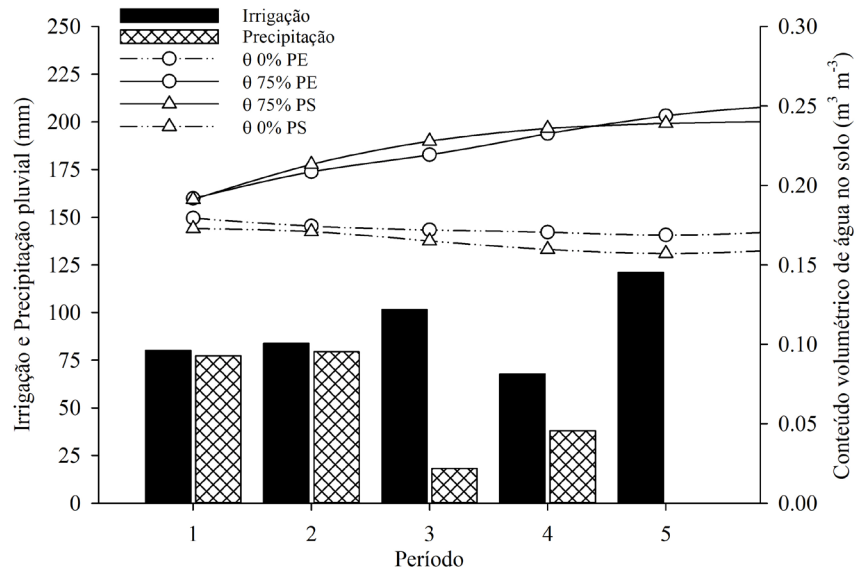 Irrigação
Precipitação
θ 0% PE
θ 75% PE
θ 75% PS
θ 0% PS
Irrigação e Precipitação pluvial (mm)
250
225
200
175
150
125
100
75
50
25
0
Conteúdo volumétrico de água no solo (m³ m⁻³)
0.30
0.25
0.20
0.15
0.10
0.05
0.00
1 2 3 4 5
Período